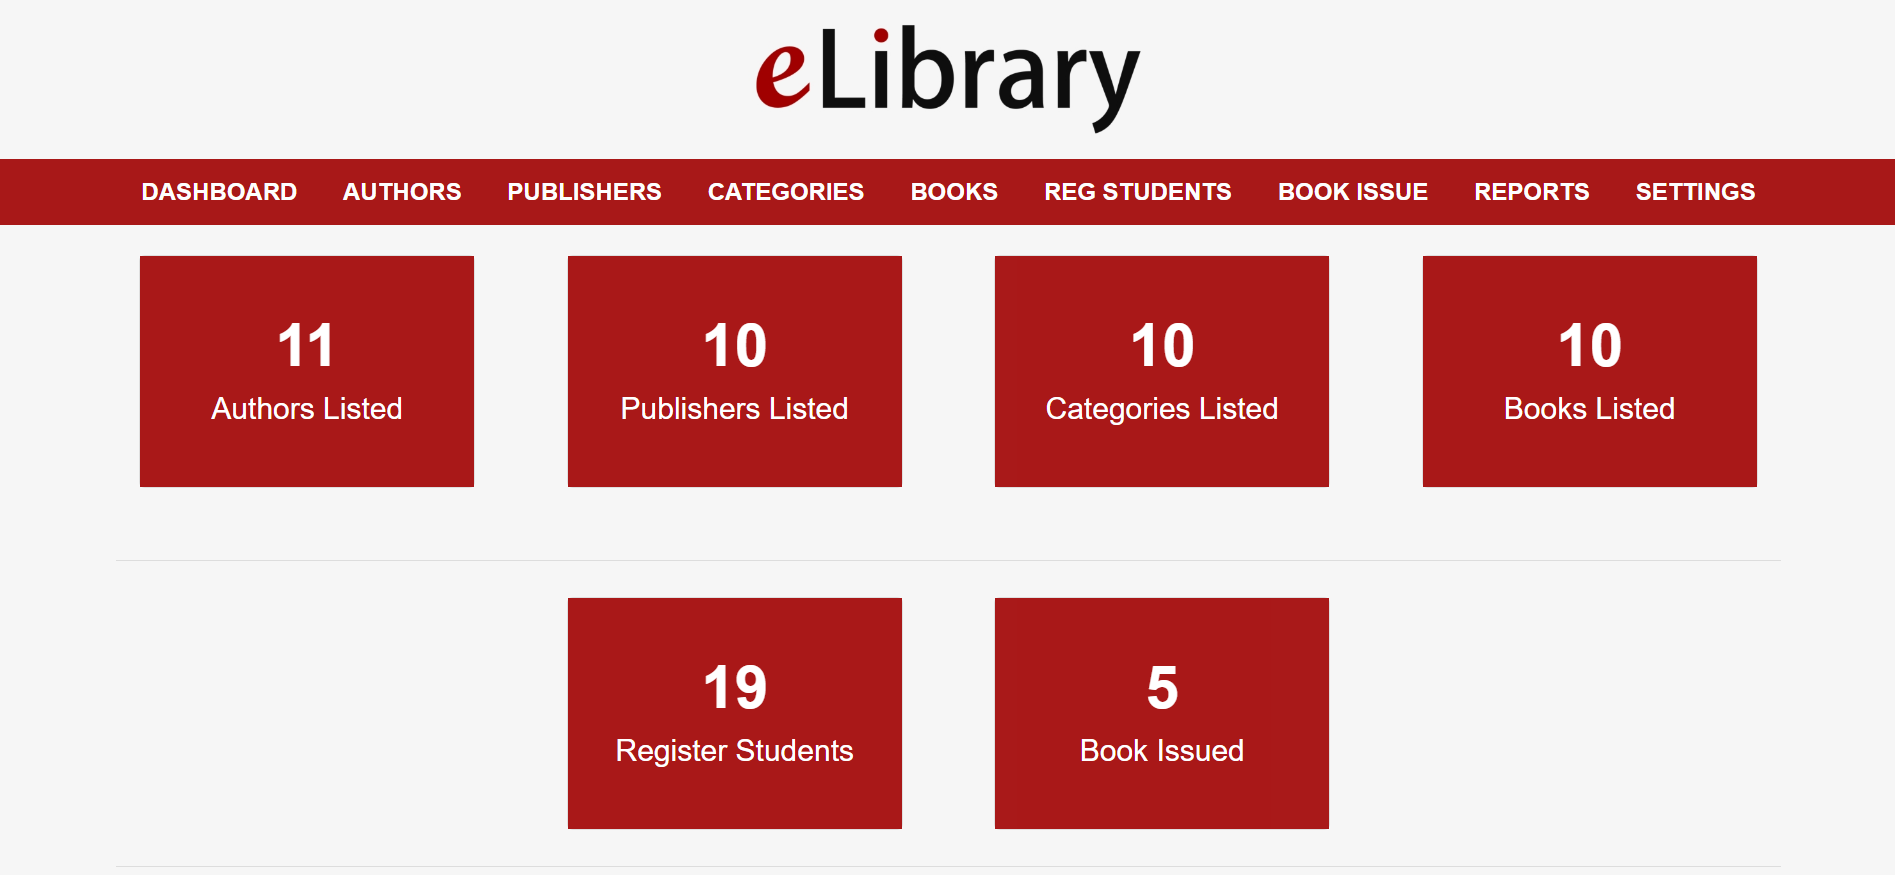 eLibrary
DASHBOARD AUTHORS PUBLISHERS CATEGORIES BOOKS REG STUDENTS BOOK ISSUE REPORTS SETTINGS
11
Authors Listed
10
Publishers Listed
10
Categories Listed
10
Books Listed
19
Register Students
5
Book Issued